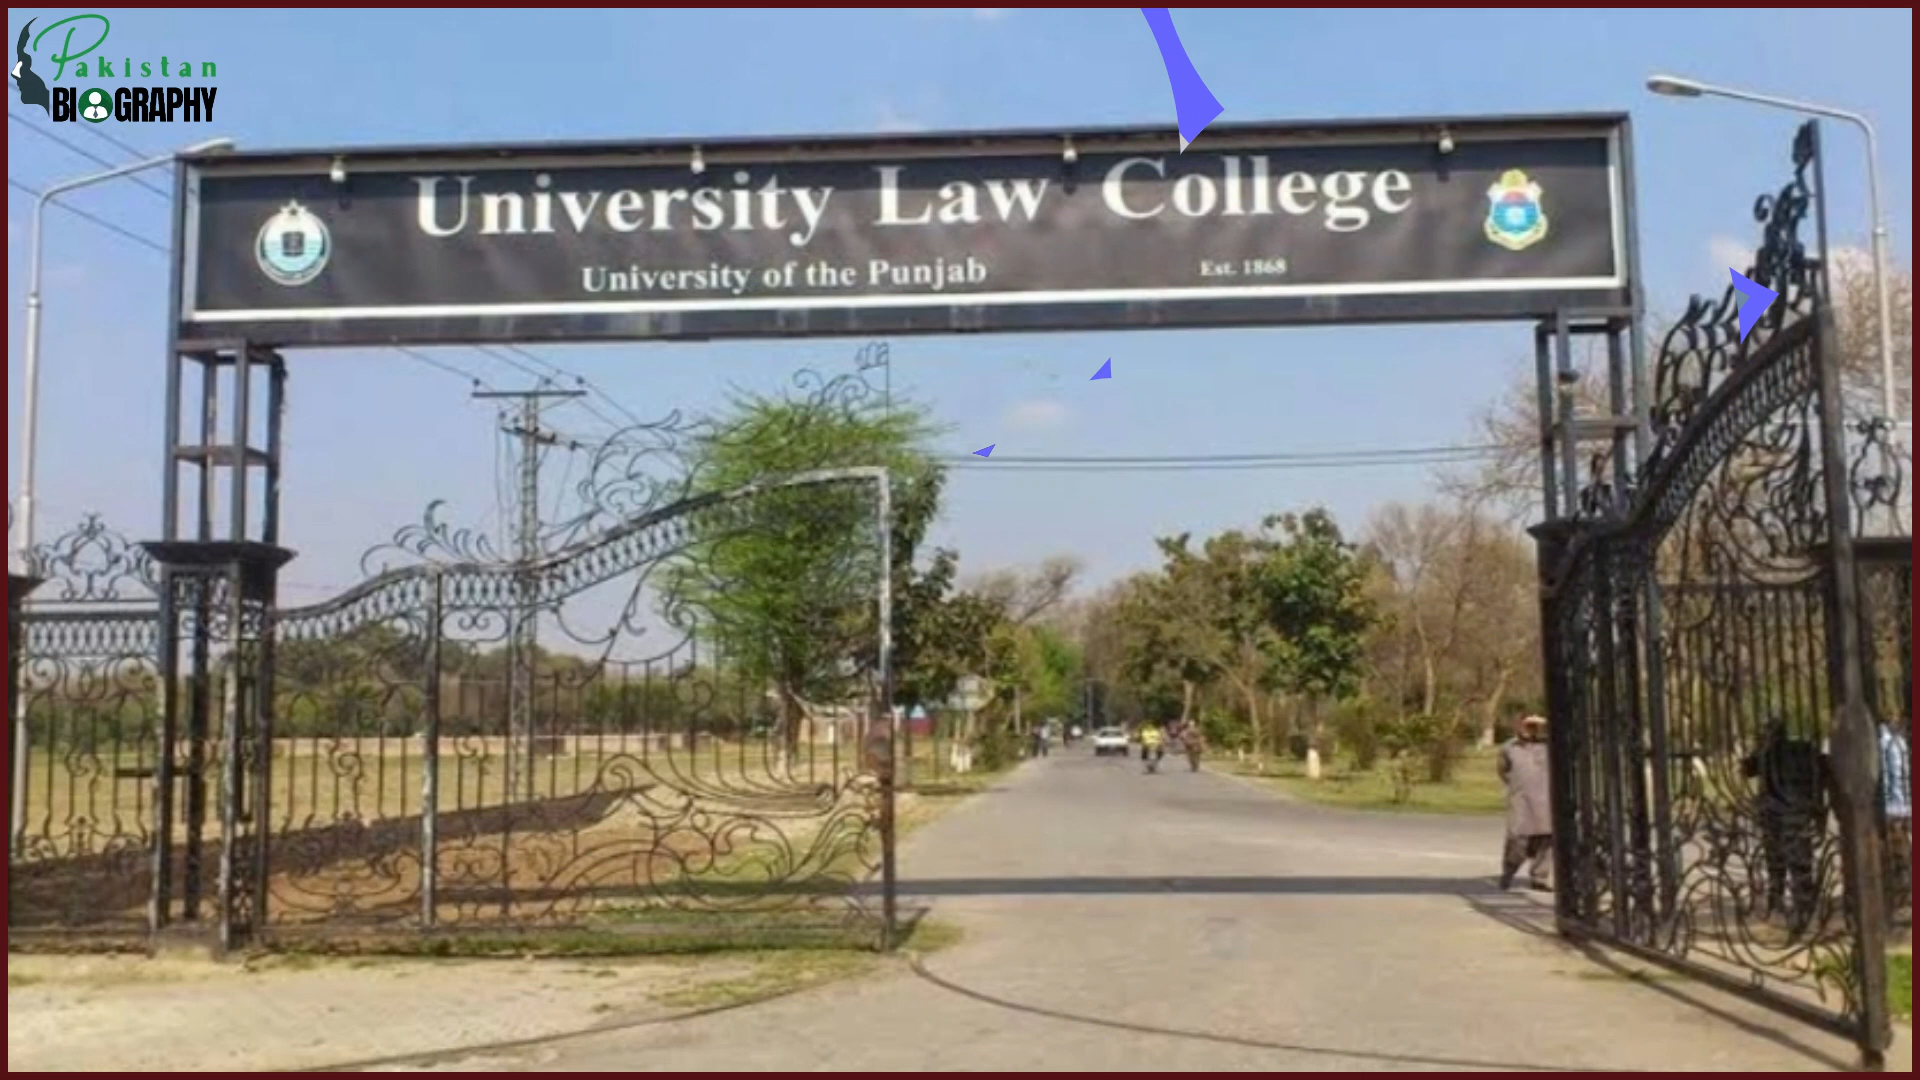 Pakistan
BIOGRAPHY
University Law College
University of the Punjab
Est. 1868